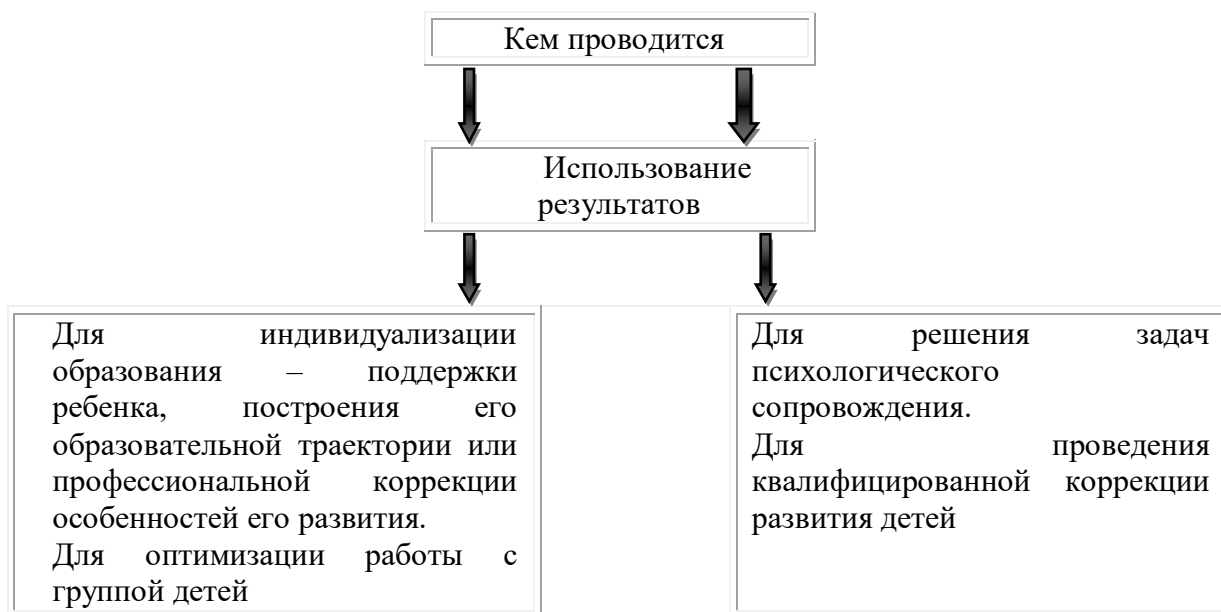 Кем проводится
Использование
результатов
Для индивидуализации
образования – поддержки
ребенка, построения его
образовательной траектории или
профессиональной коррекции
особенностей его развития.
Для оптимизации работы с
группой детей
Для решения задач
психологического
сопровождения.
Для проведения
квалифицированной коррекции
развития детей